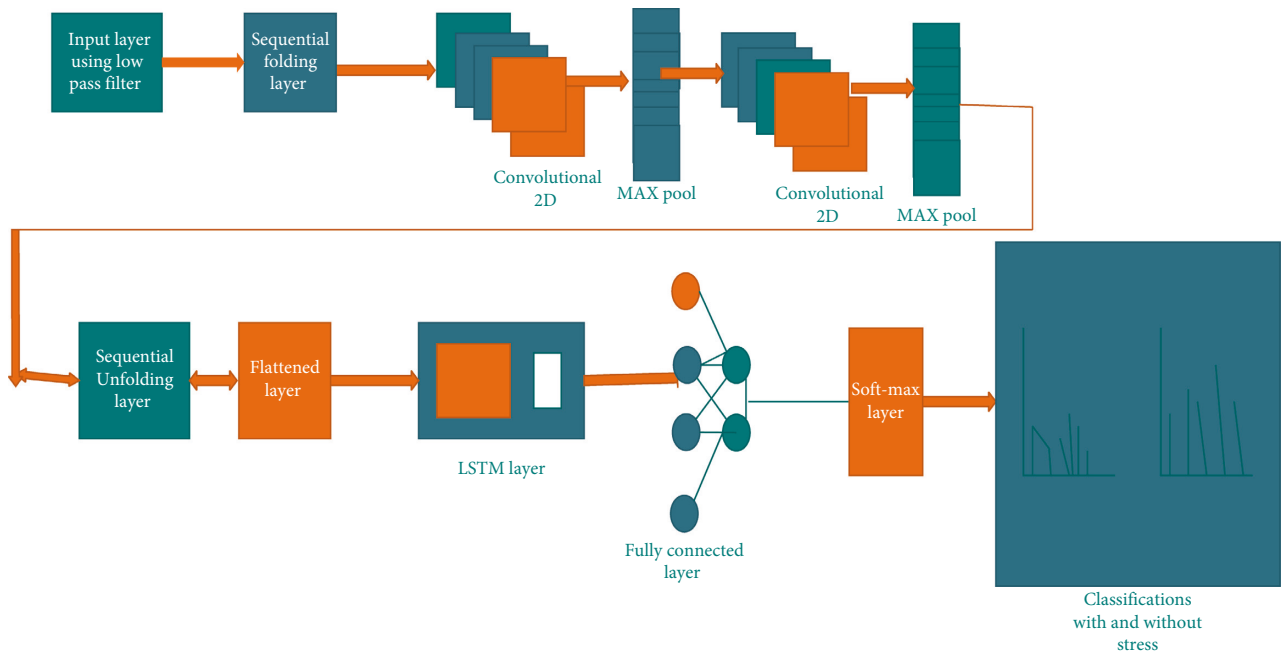 Input layer
using low
pass filter
Sequential
folding
layer
Convolutional
2D
MAX pool
Convolutional
2D
MAX pool
Sequential
Unfolding
layer
Flattened
layer
LSTM layer
Fully connected
layer
Soft-max
layer
Classifications
with and without
stress